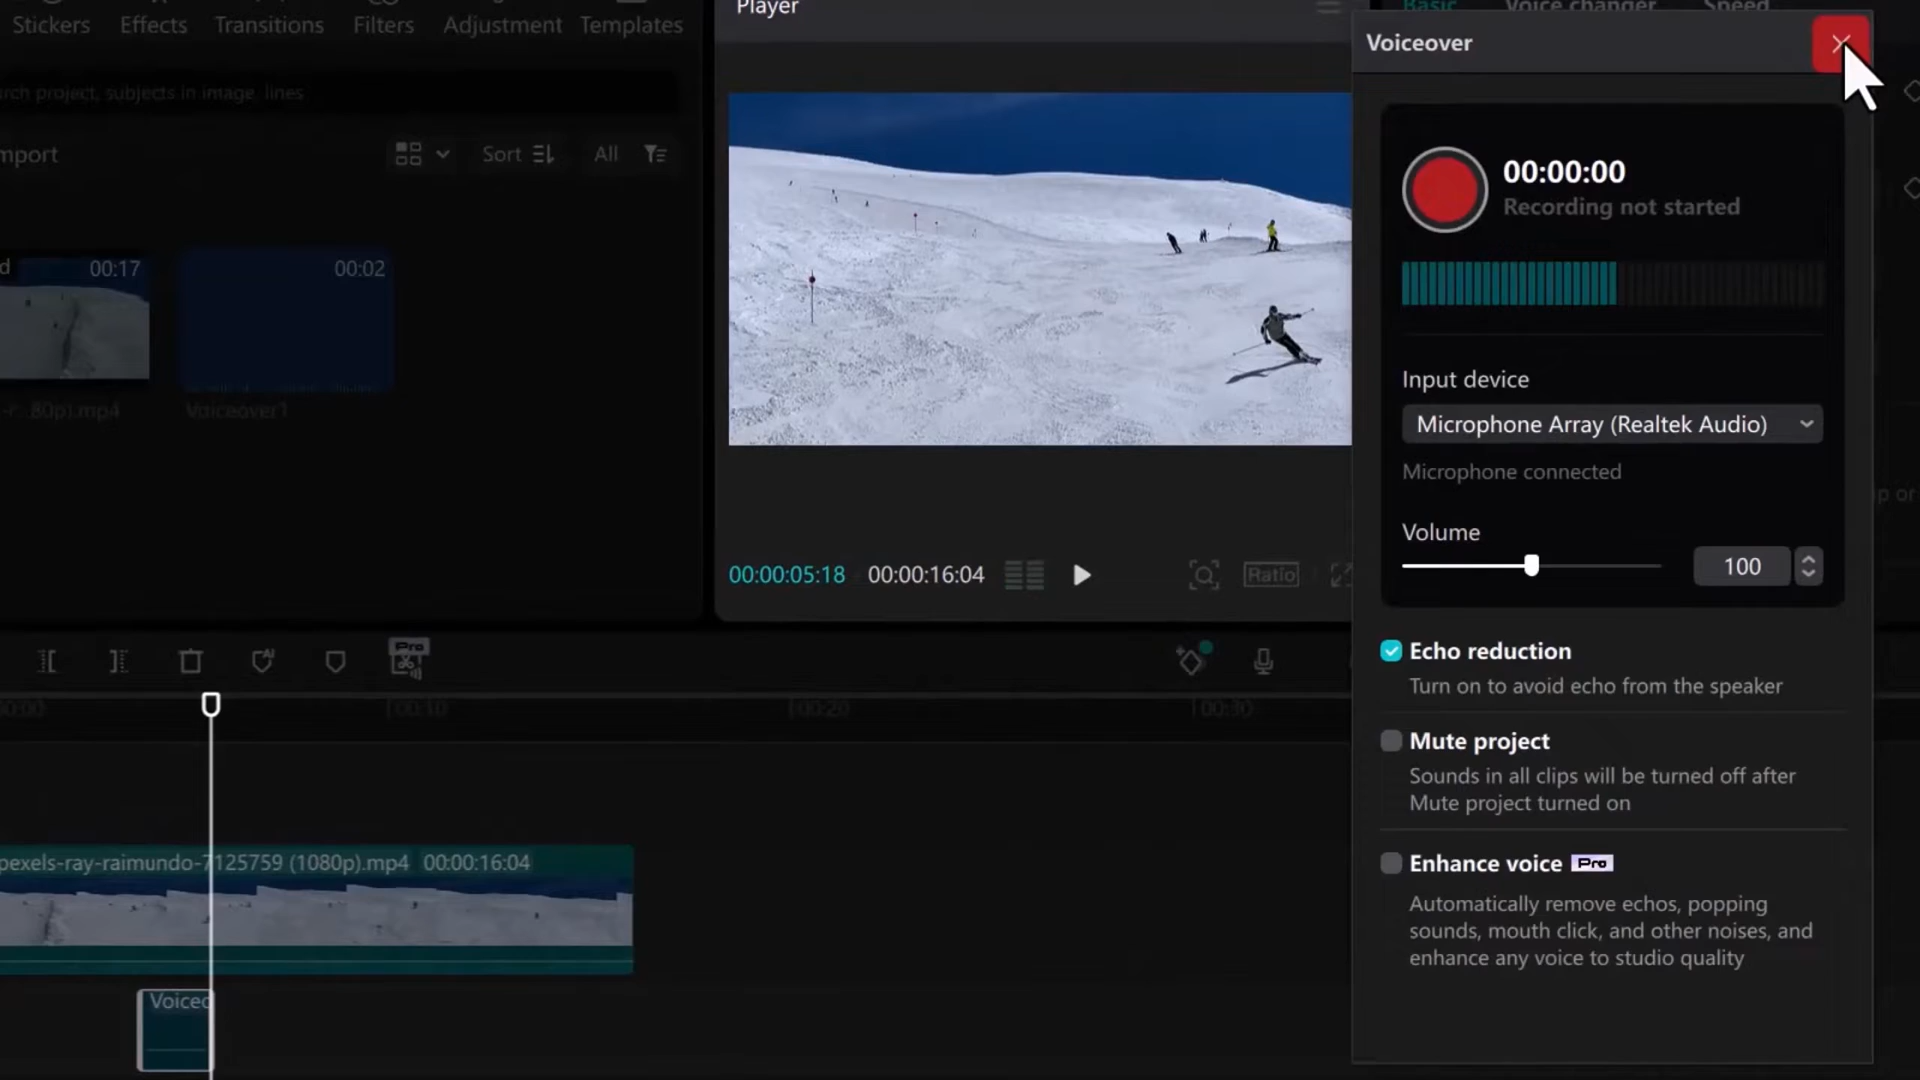 Stickers
Effects
Transitions
Filters
Adjustment
Templates
Player
Basic
Voice changer
Speed
Voiceover
project, subjects in image, lines
Sort
All
00:00:00
Recording not started
00:17
00:02
Voiceover1
Input device
Microphone Array (Realtek Audio)
Microphone connected
Volume
100
00:00:05:18
00:00:16:04
Ratio
Pro
Echo reduction
Turn on to avoid echo from the speaker
00:10
00:20
00:30
Mute project
Sounds in all clips will be turned off after
Mute project turned on
pexels-ray-raimundo-7125759 (1080p).mp4 00:00:16:04
Enhance voice Pro
Automatically remove echos, popping
sounds, mouth click, and other noises, and
enhance any voice to studio quality